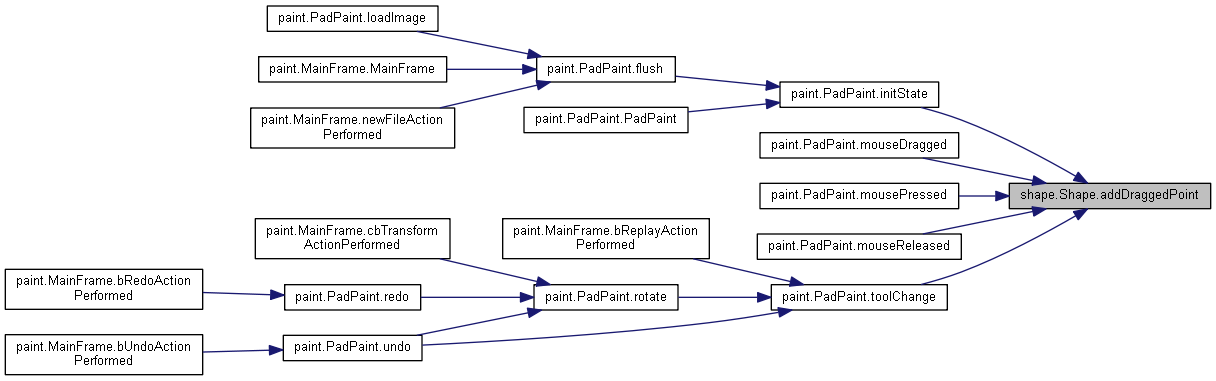 paint.PadPaint.loadImage
paint.MainFrame.MainFrame
paint.PadPaint.flush
paint.PadPaint.initState
paint.MainFrame.newFileAction
Performed
paint.PadPaint.PadPaint
paint.PadPaint.mouseDragged
paint.PadPaint.mousePressed
shape.Shape.addDraggedPoint
paint.MainFrame.cbTransform
ActionPerformed
paint.MainFrame.bReplayAction
Performed
paint.PadPaint.mouseReleased
paint.MainFrame.bRedoAction
Performed
paint.PadPaint.redo
paint.PadPaint.rotate
paint.PadPaint.toolChange
paint.MainFrame.bUndoAction
Performed
paint.PadPaint.undo